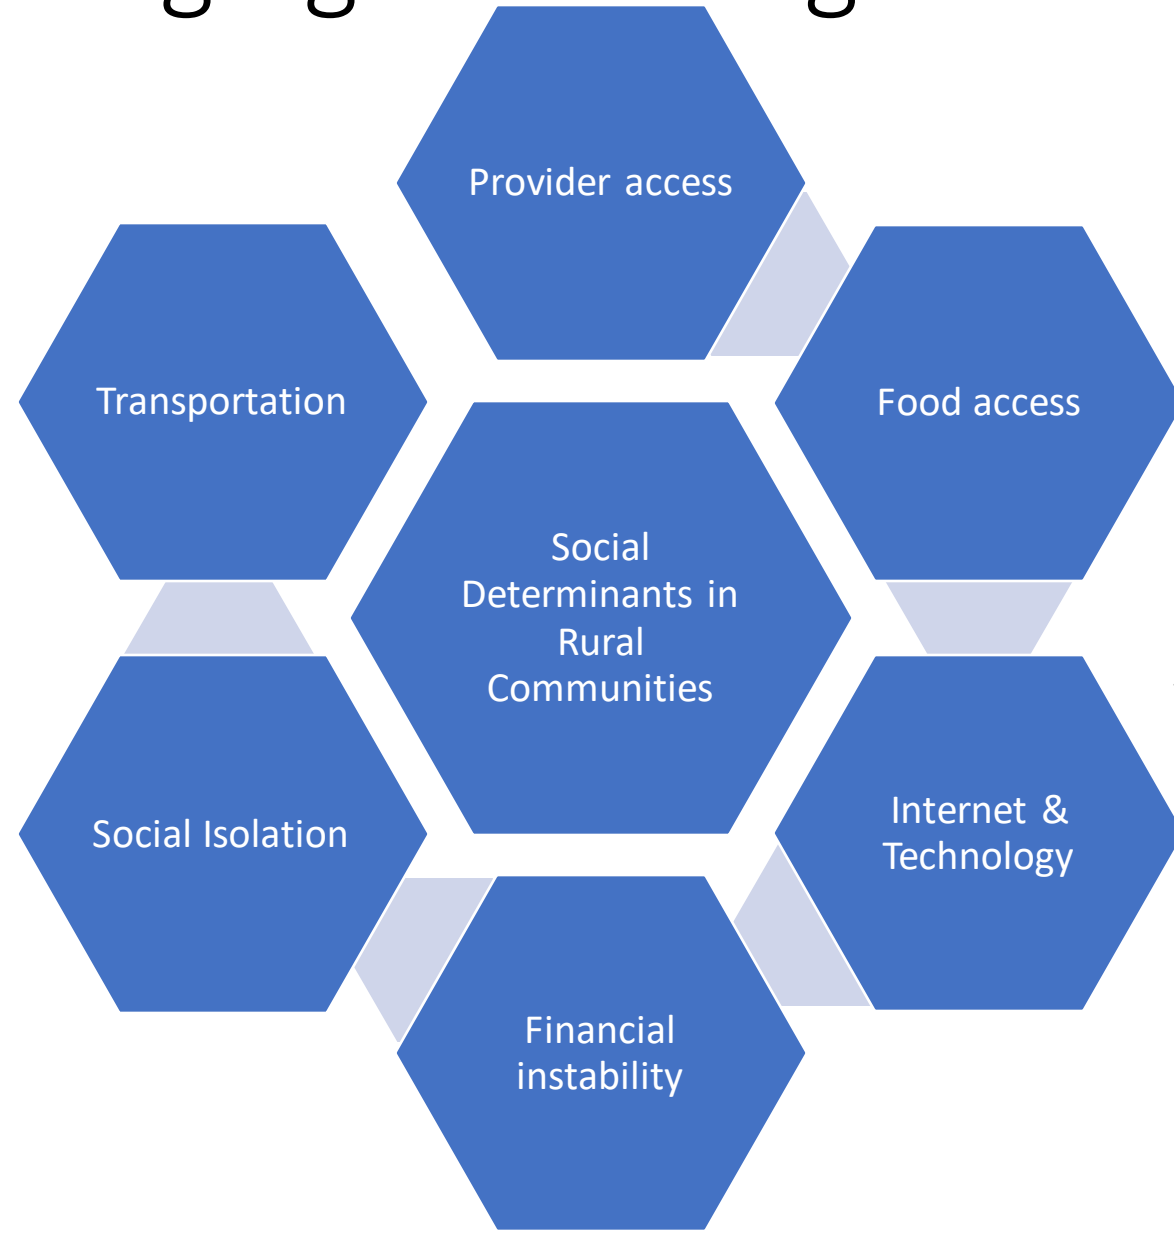 Provider access
Transportation
Food access
Social
Determinants in
Rural
Communities
Social Isolation
Internet &
Technology
Financial
instability